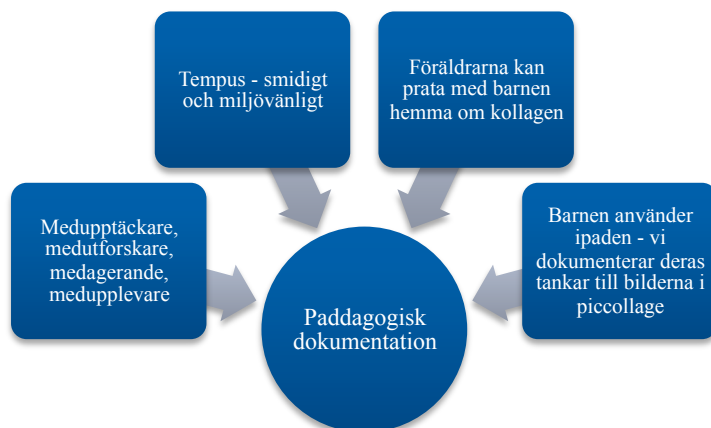 Tempus - smidigt
och miljövänligt
Föräldrarna kan
prata med barnen
hemma om kollagen
Medupptäckare,
medutforskare,
medagerande,
medupplevare
Barnen använder
ipaden - vi
dokumenterar deras
tankar till bilderna i
piccollage
Paddagogisk
dokumentation